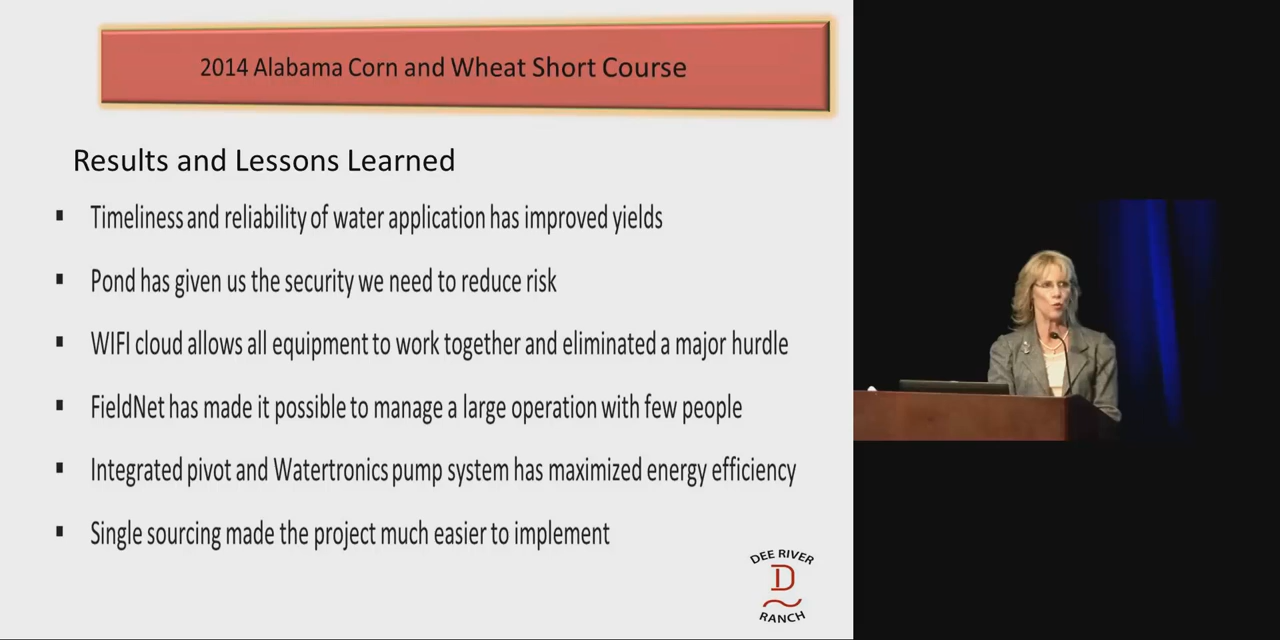 2014 Alabama Corn and Wheat Short Course
Results and Lessons Learned
▪ Timeliness and reliability of water application has improved yields
▪ Pond has given us the security we need to reduce risk
▪ WIFI cloud allows all equipment to work together and eliminated a major hurdle
▪ FieldNet has made it possible to manage a large operation with few people
▪ Integrated pivot and Watertronics pump system has maximized energy efficiency
▪ Single sourcing made the project much easier to implement
DEE RIVER
D
RANCH